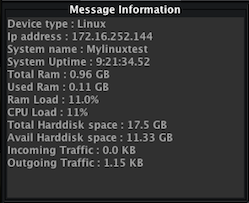 Message Information
Device type : Linux
Ip address : 172.16.252.144
System name : Mylinuxtest
System Uptime : 9:21:34.52
Total Ram : 0.96 GB
Used Ram : 0.11 GB
Ram Load : 11.0%
CPU Load : 11%
Total Harddisk space : 17.5 GB
Avail Harddisk space : 11.33 GB
Incoming Traffic : 0.0 KB
Outgoing Traffic : 1.15 KB